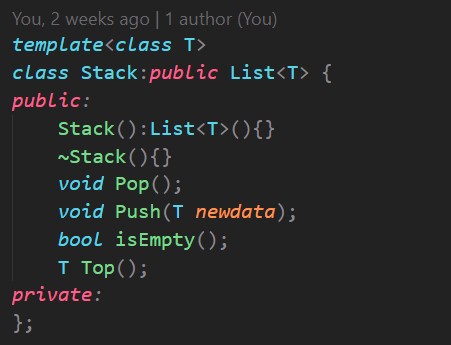 You, 2 weeks ago | 1 author (You)
template<class T>
class Stack:public List<T> {
public:
    Stack():List<T>(){}
    ~Stack(){}
    void Pop();
    void Push(T newdata);
    bool isEmpty();
    T Top();
private:
};